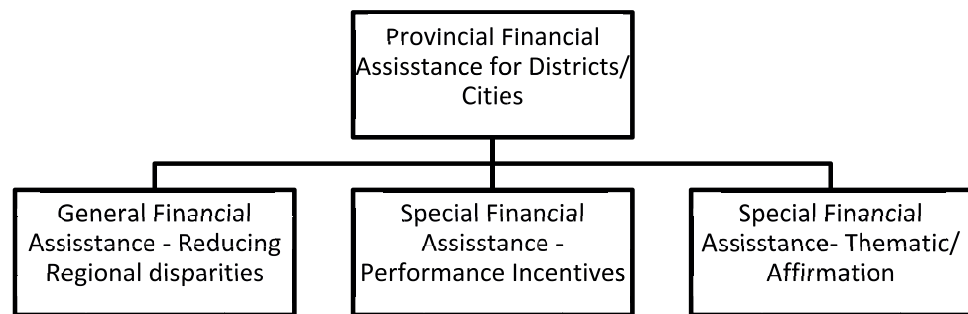 Provincial Financial
Assisstance for Districts/
Cities
General Financial
Assisstance - Reducing
Regional disparities
Special Financial
Assisstance -
Performance Incentives
Special Financial
Assisstance- Thematic/
Affirmation